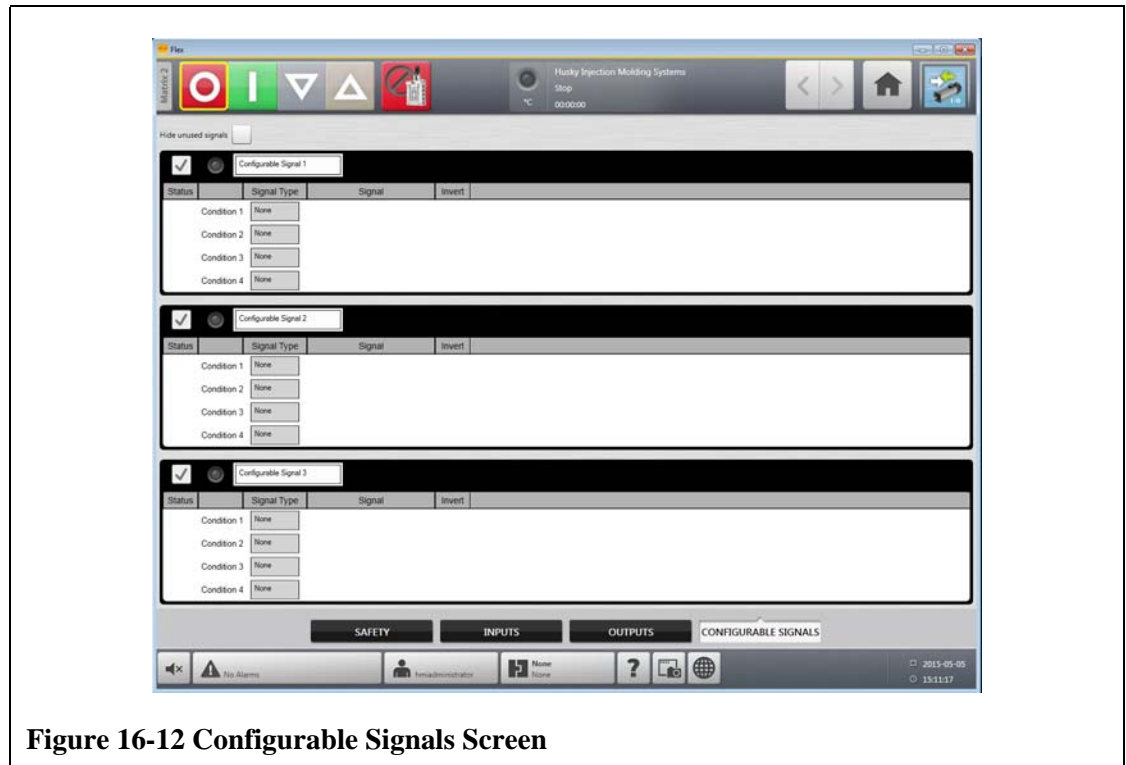 Flex
Matrix 2
Husky Injection Molding Systems
Stop
°C 00:00:00
1.0
Hide unused signals
Configurable Signal 1
Status Signal Type Signal Invert
Condition 1 None
Condition 2 None
Condition 3 None
Condition 4 None
Configurable Signal 2
Status Signal Type Signal Invert
Condition 1 None
Condition 2 None
Condition 3 None
Condition 4 None
Configurable Signal 3
Status Signal Type Signal Invert
Condition 1 None
Condition 2 None
Condition 3 None
Condition 4 None
SAFETY INPUTS OUTPUTS CONFIGURABLE SIGNALS
No Alarms hmiadministrator None ? 2015-05-05
None 15:11:17
Figure 16-12 Configurable Signals Screen